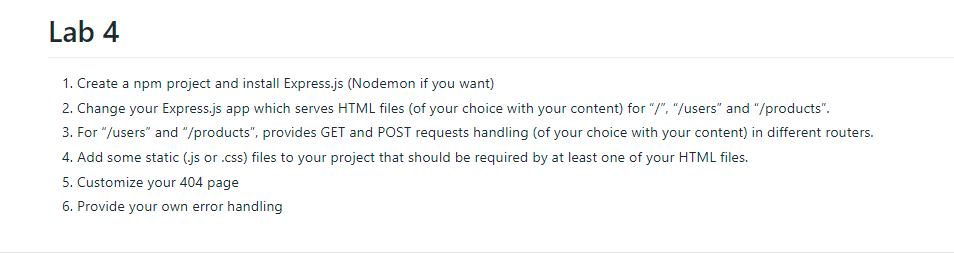 Lab 4
1. Create a npm project and install Express.js (Nodemon if you want)
2. Change your Express.js app which serves HTML files (of your choice with your content) for “/”, “/users” and “/products”.
3. For “/users” and “/products”, provides GET and POST requests handling (of your choice with your content) in different routers.
4. Add some static (.js or .css) files to your project that should be required by at least one of your HTML files.
5. Customize your 404 page
6. Provide your own error handling